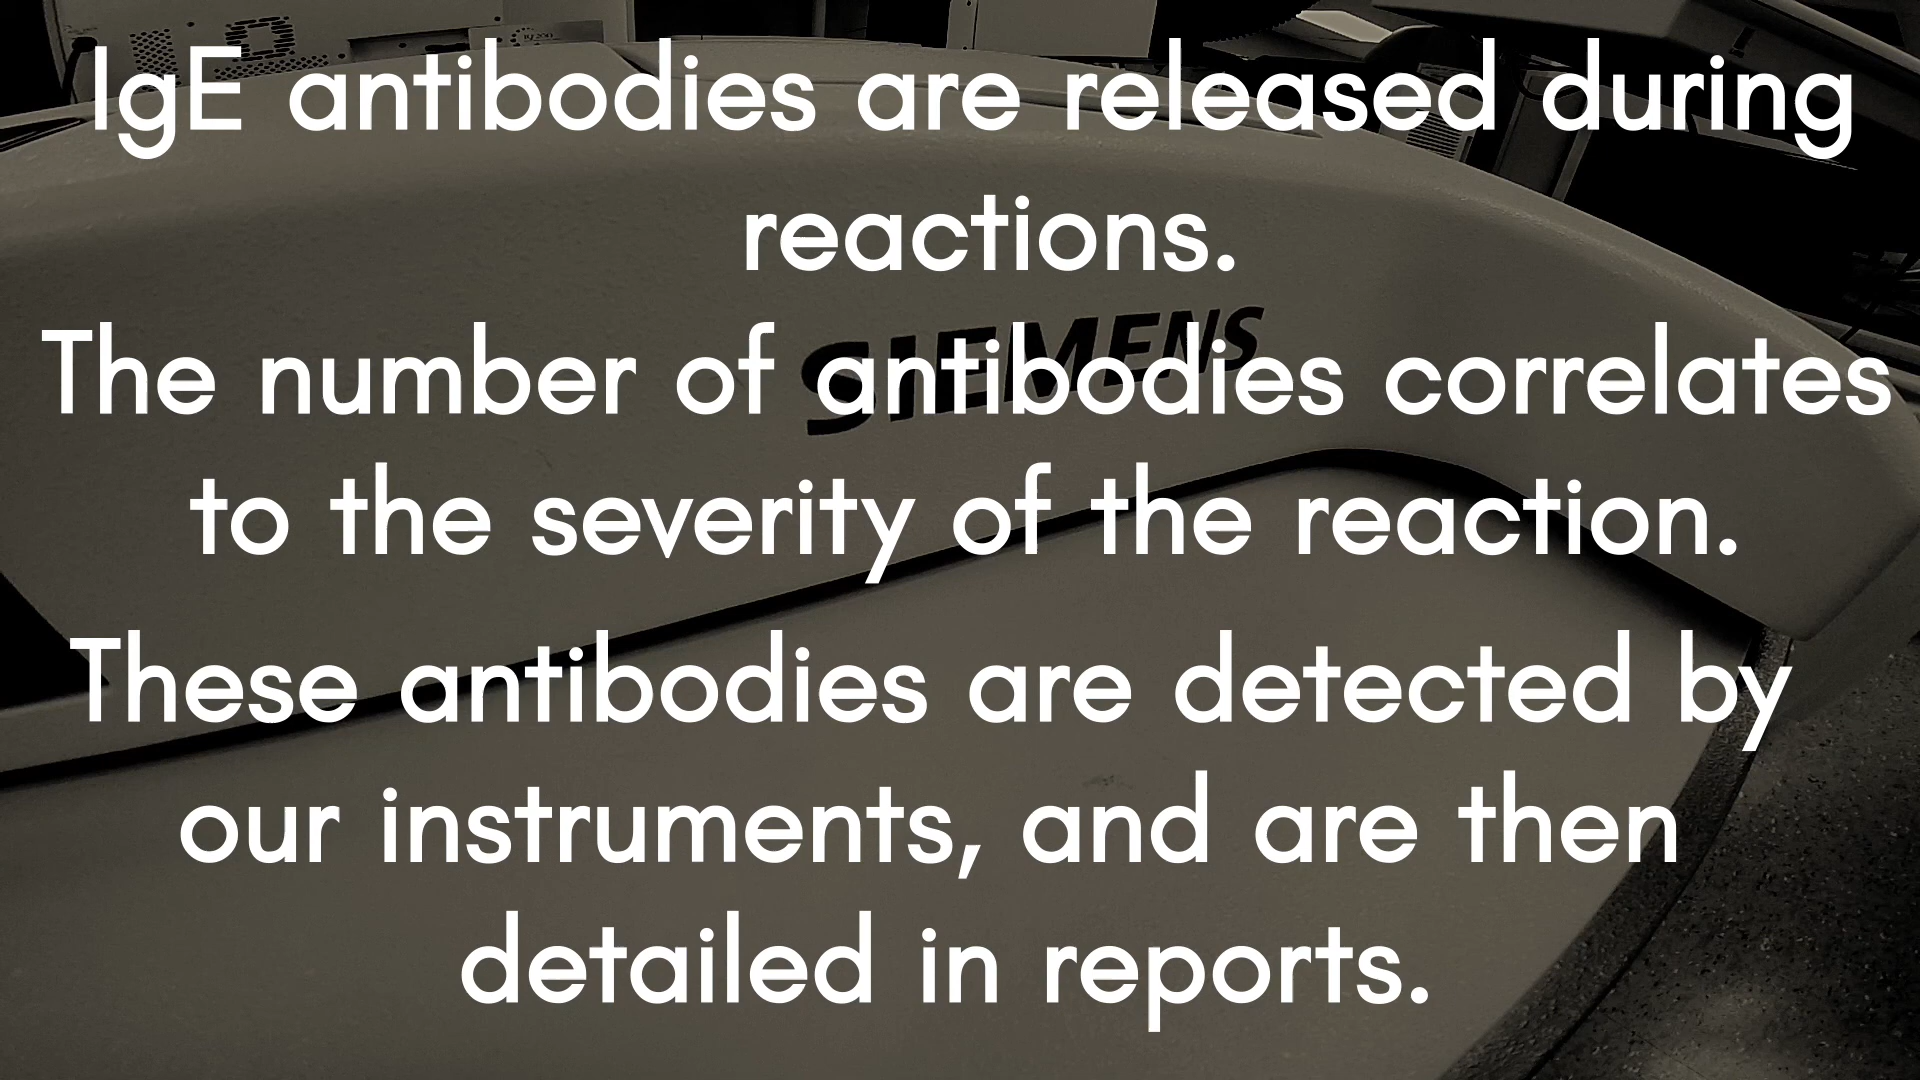 IgE antibodies are released during
reactions.
SIEMENS
The number of antibodies correlates
to the severity of the reaction.
These antibodies are detected by
our instruments, and are then
detailed in reports.